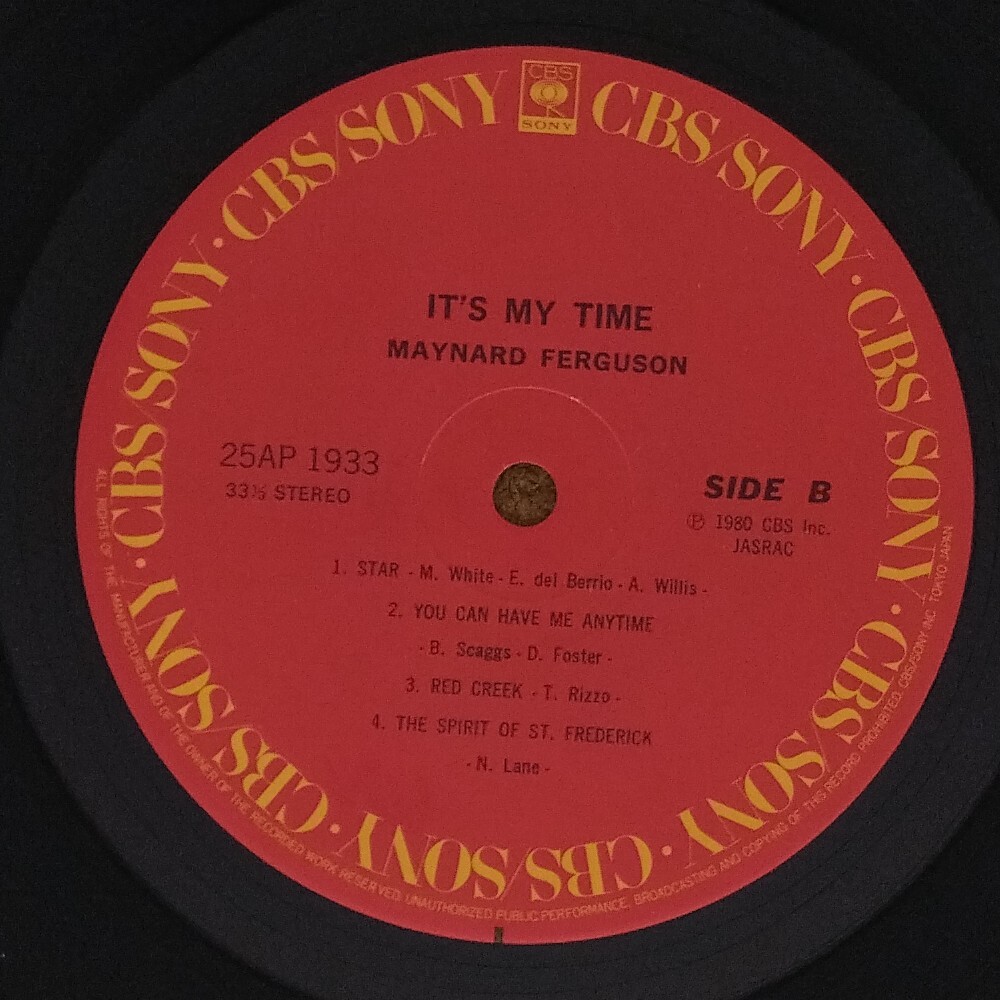 CBS
SONY
CBS/SONY · CBS/SONY · CBS/SONY · CBS/SONY · CBS/SONY · CBS/SONY · CBS/SONY · CBS/SONY
IT'S MY TIME
MAYNARD FERGUSON
25AP 1933
33⅓ STEREO
SIDE B
℗ 1980 CBS Inc.
JASRAC
1. STAR - M. White - E. del Berrio - A. Willis -
2. YOU CAN HAVE ME ANYTIME
- B. Scaggs - D. Foster -
3. RED CREEK - T. Rizzo -
4. THE SPIRIT OF ST. FREDERICK
- N. Lane -
ALL RIGHTS OF THE MANUFACTURER AND OF THE OWNER OF THE RECORDED WORK RESERVED. UNAUTHORIZED PUBLIC PERFORMANCE, BROADCASTING AND COPYING OF THIS RECORD PROHIBITED. CBS/SONY INC. TOKYO JAPAN